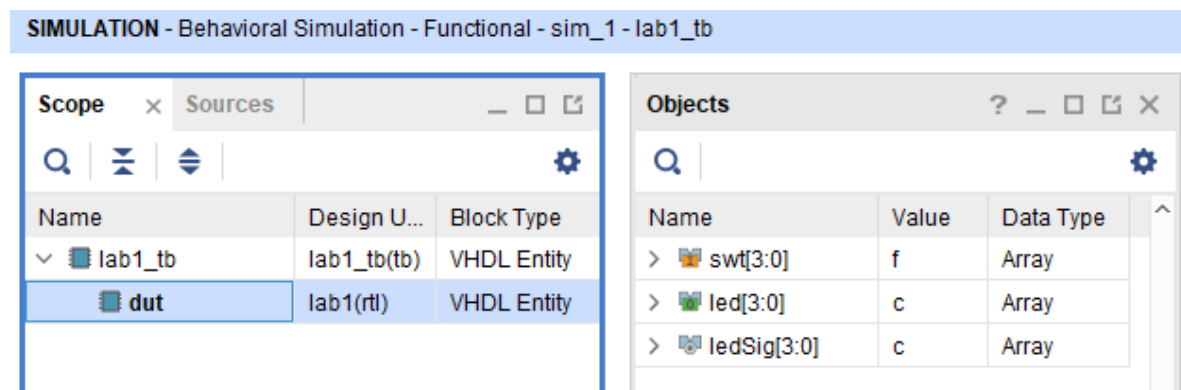 SIMULATION - Behavioral Simulation - Functional - sim_1 - lab1_tb
Scope Sources
Name Design U... Block Type
lab1_tb lab1_tb(tb) VHDL Entity
dut lab1(rtl) VHDL Entity
Objects
Name Value Data Type
swt[3:0] f Array
led[3:0] c Array
ledSig[3:0] c Array